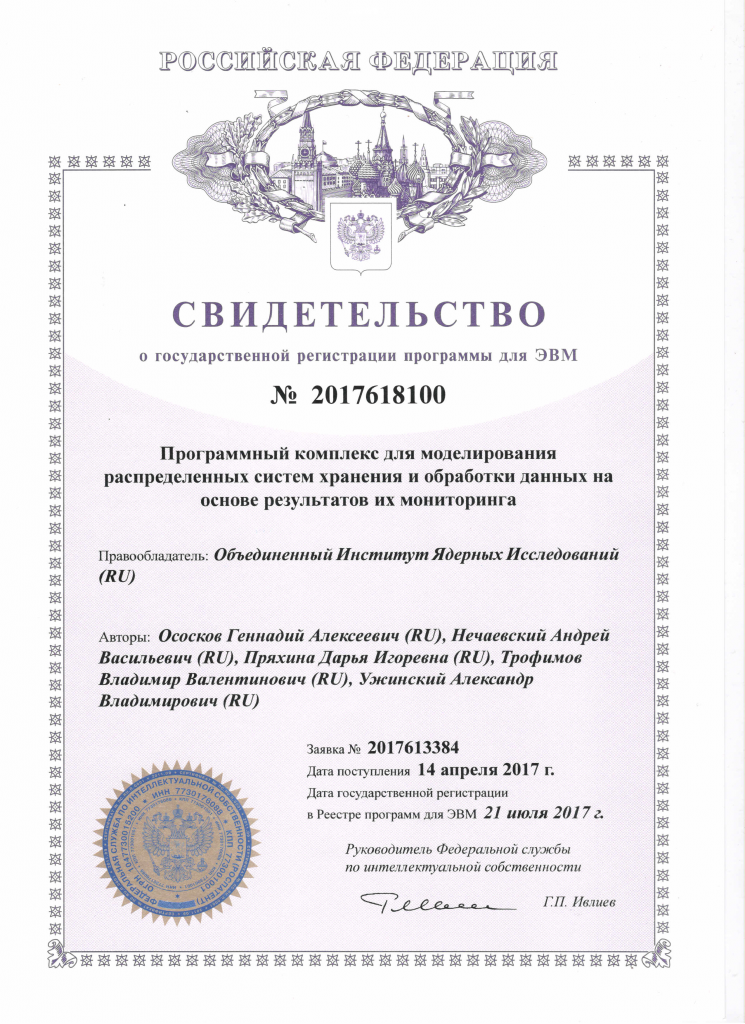 РОССИЙСКАЯ ФЕДЕРАЦИЯ
СВИДЕТЕЛЬСТВО
о государственной регистрации программы для ЭВМ
№ 2017618100
Программный комплекс для моделирования
распределенных систем хранения и обработки данных на
основе результатов их мониторинга
Правообладатель: Объединенный Институт Ядерных Исследований
(RU)
Авторы: Ососков Геннадий Алексеевич (RU), Нечаевский Андрей
Васильевич (RU), Пряхина Дарья Игоревна (RU), Трофимов
Владимир Валентинович (RU), Ужинский Александр
Владимирович (RU)
Заявка № 2017613384
Дата поступления 14 апреля 2017 г.
Дата государственной регистрации
в Реестре программ для ЭВМ 21 июля 2017 г.
Руководитель Федеральной службы
по интеллектуальной собственности
Г.П. Ивлиев
ФЕДЕРАЛЬНАЯ СЛУЖБА ПО ИНТЕЛЛЕКТУАЛЬНОЙ СОБСТВЕННОСТИ (РОСПАТЕНТ)
ОГРН 1047730015200 • ИНН 7730176088 • КПП 773001001